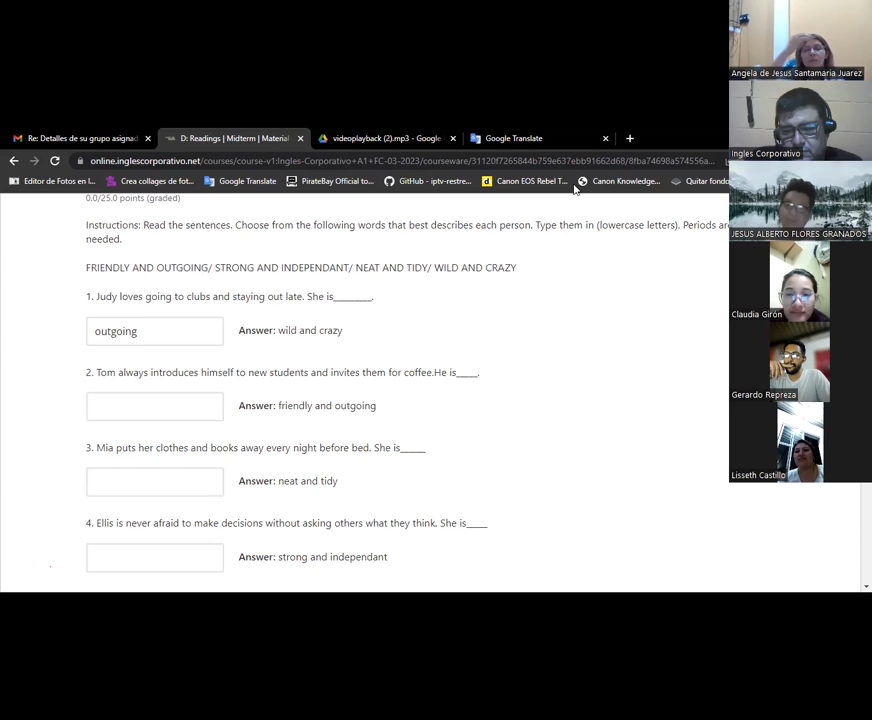 Re: Detalles de su grupo asignad
D: Readings | Midterm | Material
videoplayback (2).mp3 - Google
Google Translate
online.inglescorporativo.net/courses/course-v1:Ingles-Corporativo+A1+FC-03-2023/courseware/31120f7265844b759e637ebb91662d68/8fba74698a574556a...
Editor de Fotos en l...
Crea collages de fot...
Google Translate
PirateBay Official to...
GitHub - iptv-restre...
Canon EOS Rebel T...
Canon Knowledge...
Quitar fondo
0.0/25.0 points (graded)
Instructions: Read the sentences. Choose from the following words that best describes each person. Type them in (lowercase letters). Periods are
needed.
FRIENDLY AND OUTGOING/ STRONG AND INDEPENDANT/ NEAT AND TIDY/ WILD AND CRAZY
1. Judy loves going to clubs and staying out late. She is________.
outgoing
Answer: wild and crazy
2. Tom always introduces himself to new students and invites them for coffee.He is_____.
Answer: friendly and outgoing
3. Mia puts her clothes and books away every night before bed. She is______
Answer: neat and tidy
4. Ellis is never afraid to make decisions without asking others what they think. She is_____
Answer: strong and independant
Angela de Jesus Santamaria Juarez
Ingles Corporativo
JESUS ALBERTO FLORES GRANADOS
Claudia Girón
Gerardo Repreza
Lisseth Castillo